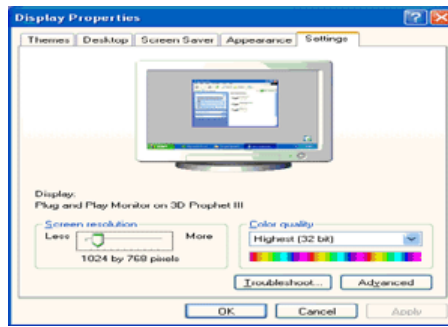 Display Properties
Themes Desktop Screen Saver Appearance Settings
Display:
Plug and Play Monitor on 3D Prophet III
Screen resolution
Less More
1024 by 768 pixels
Color quality
Highest (32 bit)
Troubleshoot... Advanced
OK Cancel Apply